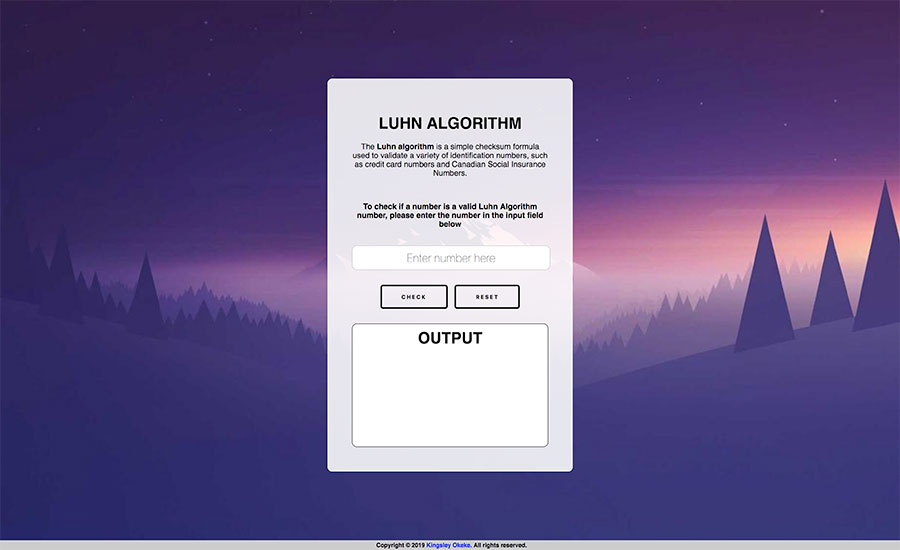 LUHN ALGORITHM
The Luhn algorithm is a simple checksum formula
used to validate a variety of identification numbers, such
as credit card numbers and Canadian Social Insurance
Numbers.
To check if a number is a valid Luhn Algorithm
number, please enter the number in the input field
below
Enter number here
CHECK
RESET
OUTPUT
Copyright © 2019 Kingsley Okeke. All rights reserved.